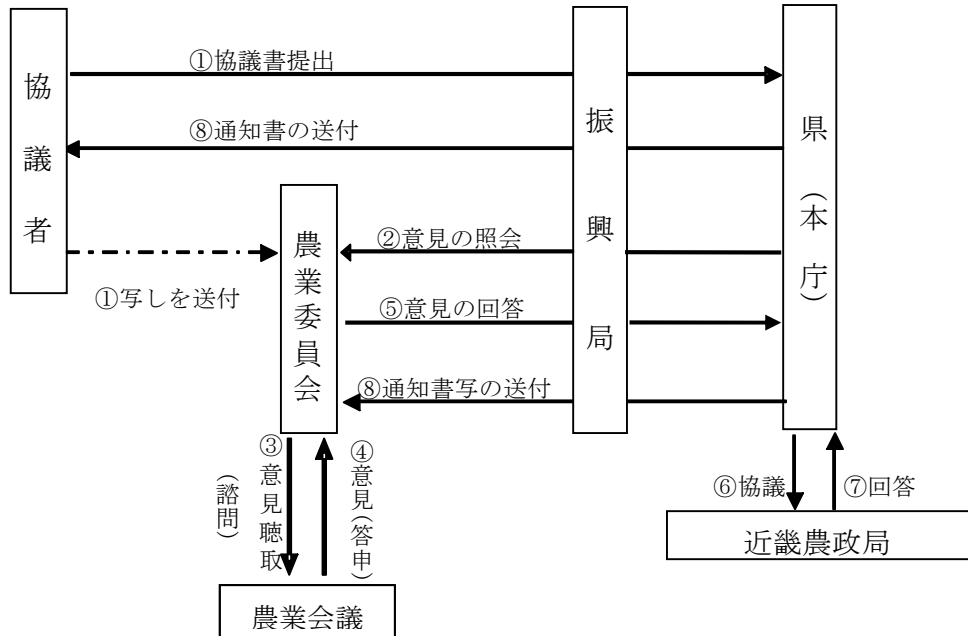 協議者
①協議書提出
⑧通知書の送付
①写しを送付
農業委員会
②意見の照会
⑤意見の回答
⑧通知書写の送付
振興局
県(本庁)
③意見聴取
(諮問)
④意見(答申)
⑥協議
⑦回答
近畿農政局
農業会議